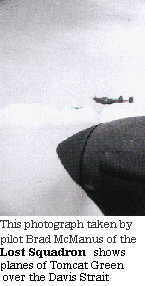 This photograph taken by
pilot Brad McManus of the
Lost Squadron shows
planes of Tomcat Green
over the Davis Strait